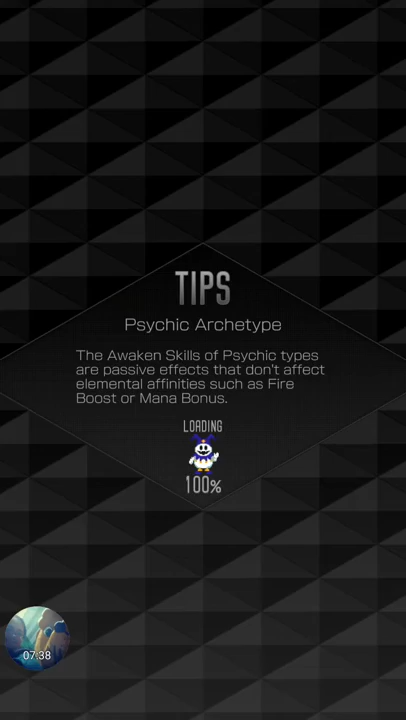 TIPS
Psychic Archetype
The Awaken Skills of Psychic types
are passive effects that don't affect
elemental affinities such as Fire
Boost or Mana Bonus.
LOADING
100%
07:38